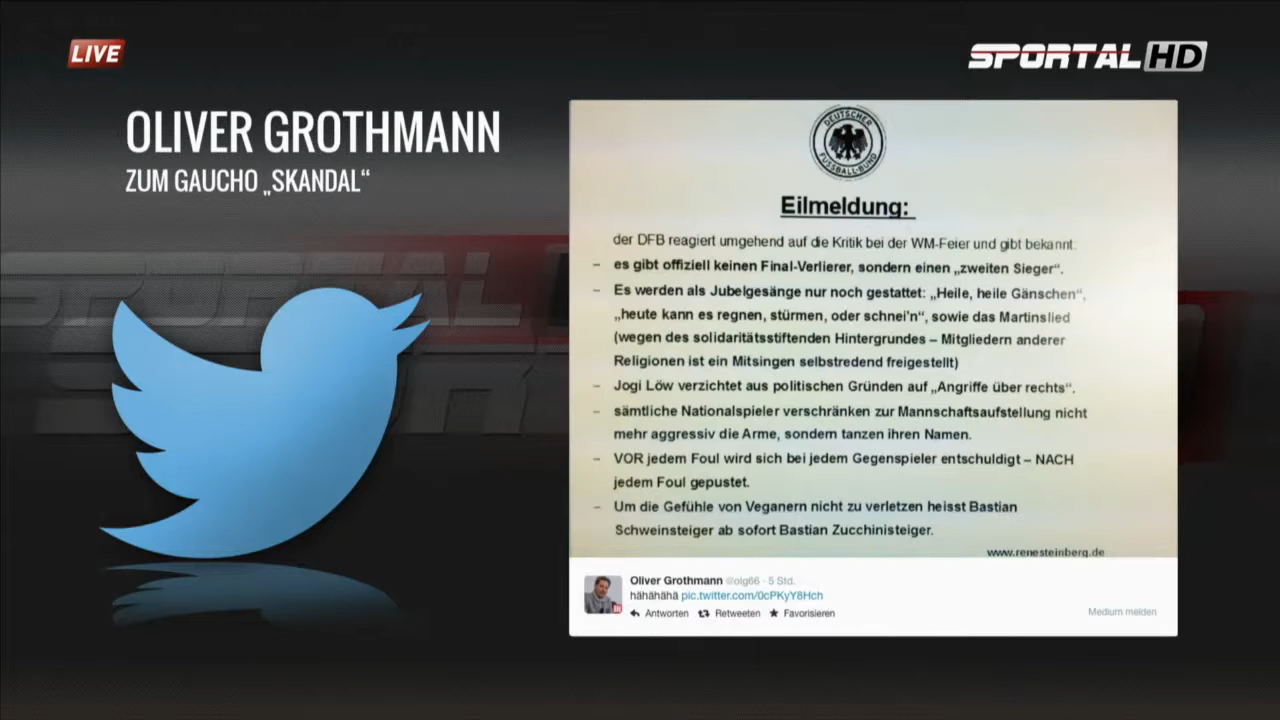 LIVE
SPORTAL HD
OLIVER GROTHMANN
ZUM GAUCHO „SKANDAL“
DEUTSCHER
FUSSBALL-BUND
Eilmeldung:
der DFB reagiert umgehend auf die Kritik bei der WM-Feier und gibt bekannt:
– es gibt offiziell keinen Final-Verlierer, sondern einen „zweiten Sieger“.
– Es werden als Jubelgesänge nur noch gestattet: „Heile, heile Gänschen“,
„heute kann es regnen, stürmen, oder schnei'n“, sowie das Martinslied
(wegen des solidaritätsstiftenden Hintergrundes – Mitgliedern anderer
Religionen ist ein Mitsingen selbstredend freigestellt)
– Jogi Löw verzichtet aus politischen Gründen auf „Angriffe über rechts“.
– sämtliche Nationalspieler verschränken zur Mannschaftsaufstellung nicht
mehr aggressiv die Arme, sondern tanzen ihren Namen.
– VOR jedem Foul wird sich bei jedem Gegenspieler entschuldigt – NACH
jedem Foul gepustet.
– Um die Gefühle von Veganern nicht zu verletzen heisst Bastian
Schweinsteiger ab sofort Bastian Zucchinisteiger.
www.renesteinberg.de
Oliver Grothmann @olg66 · 5 Std.
hähähähä pic.twitter.com/0cPKyY8Hch
Antworten Retweeten Favorisieren
Medium melden